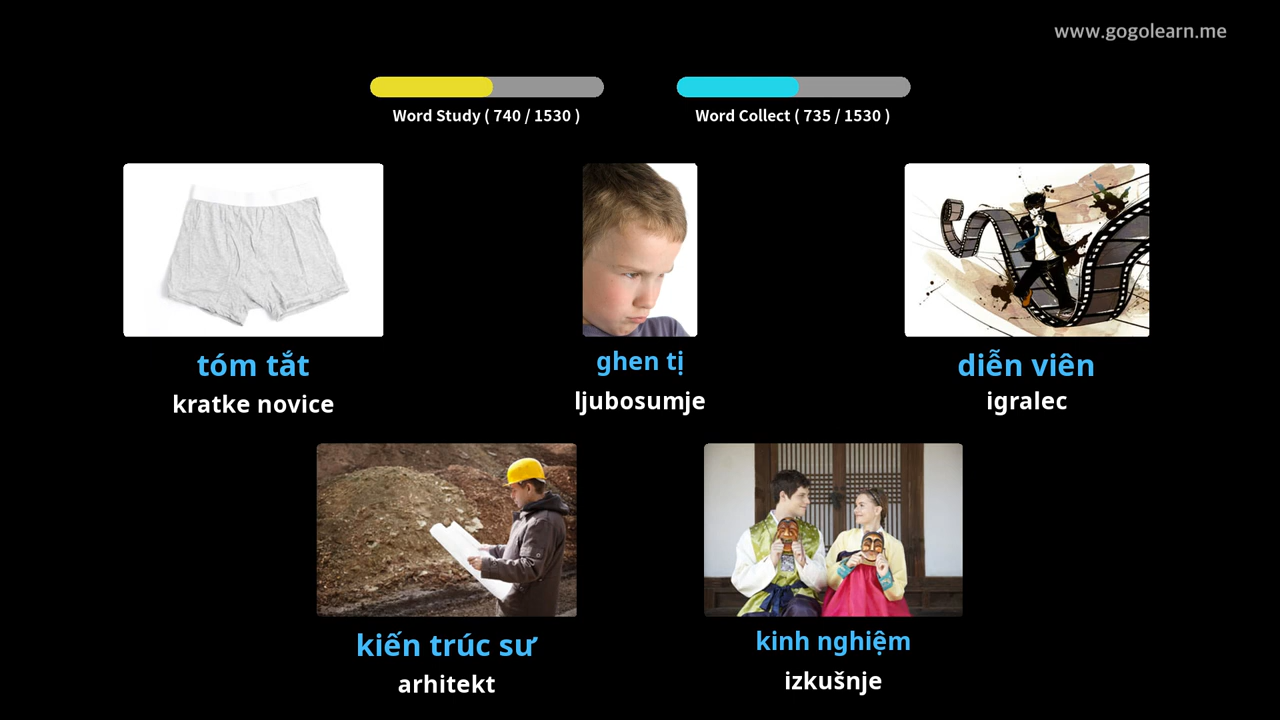 www.gogolearn.me
Word Study ( 740 / 1530 )
Word Collect ( 735 / 1530 )
tóm tắt
kratke novice
ghen tị
ljubosumje
diễn viên
igralec
kiến trúc sư
arhitekt
kinh nghiệm
izkušnje